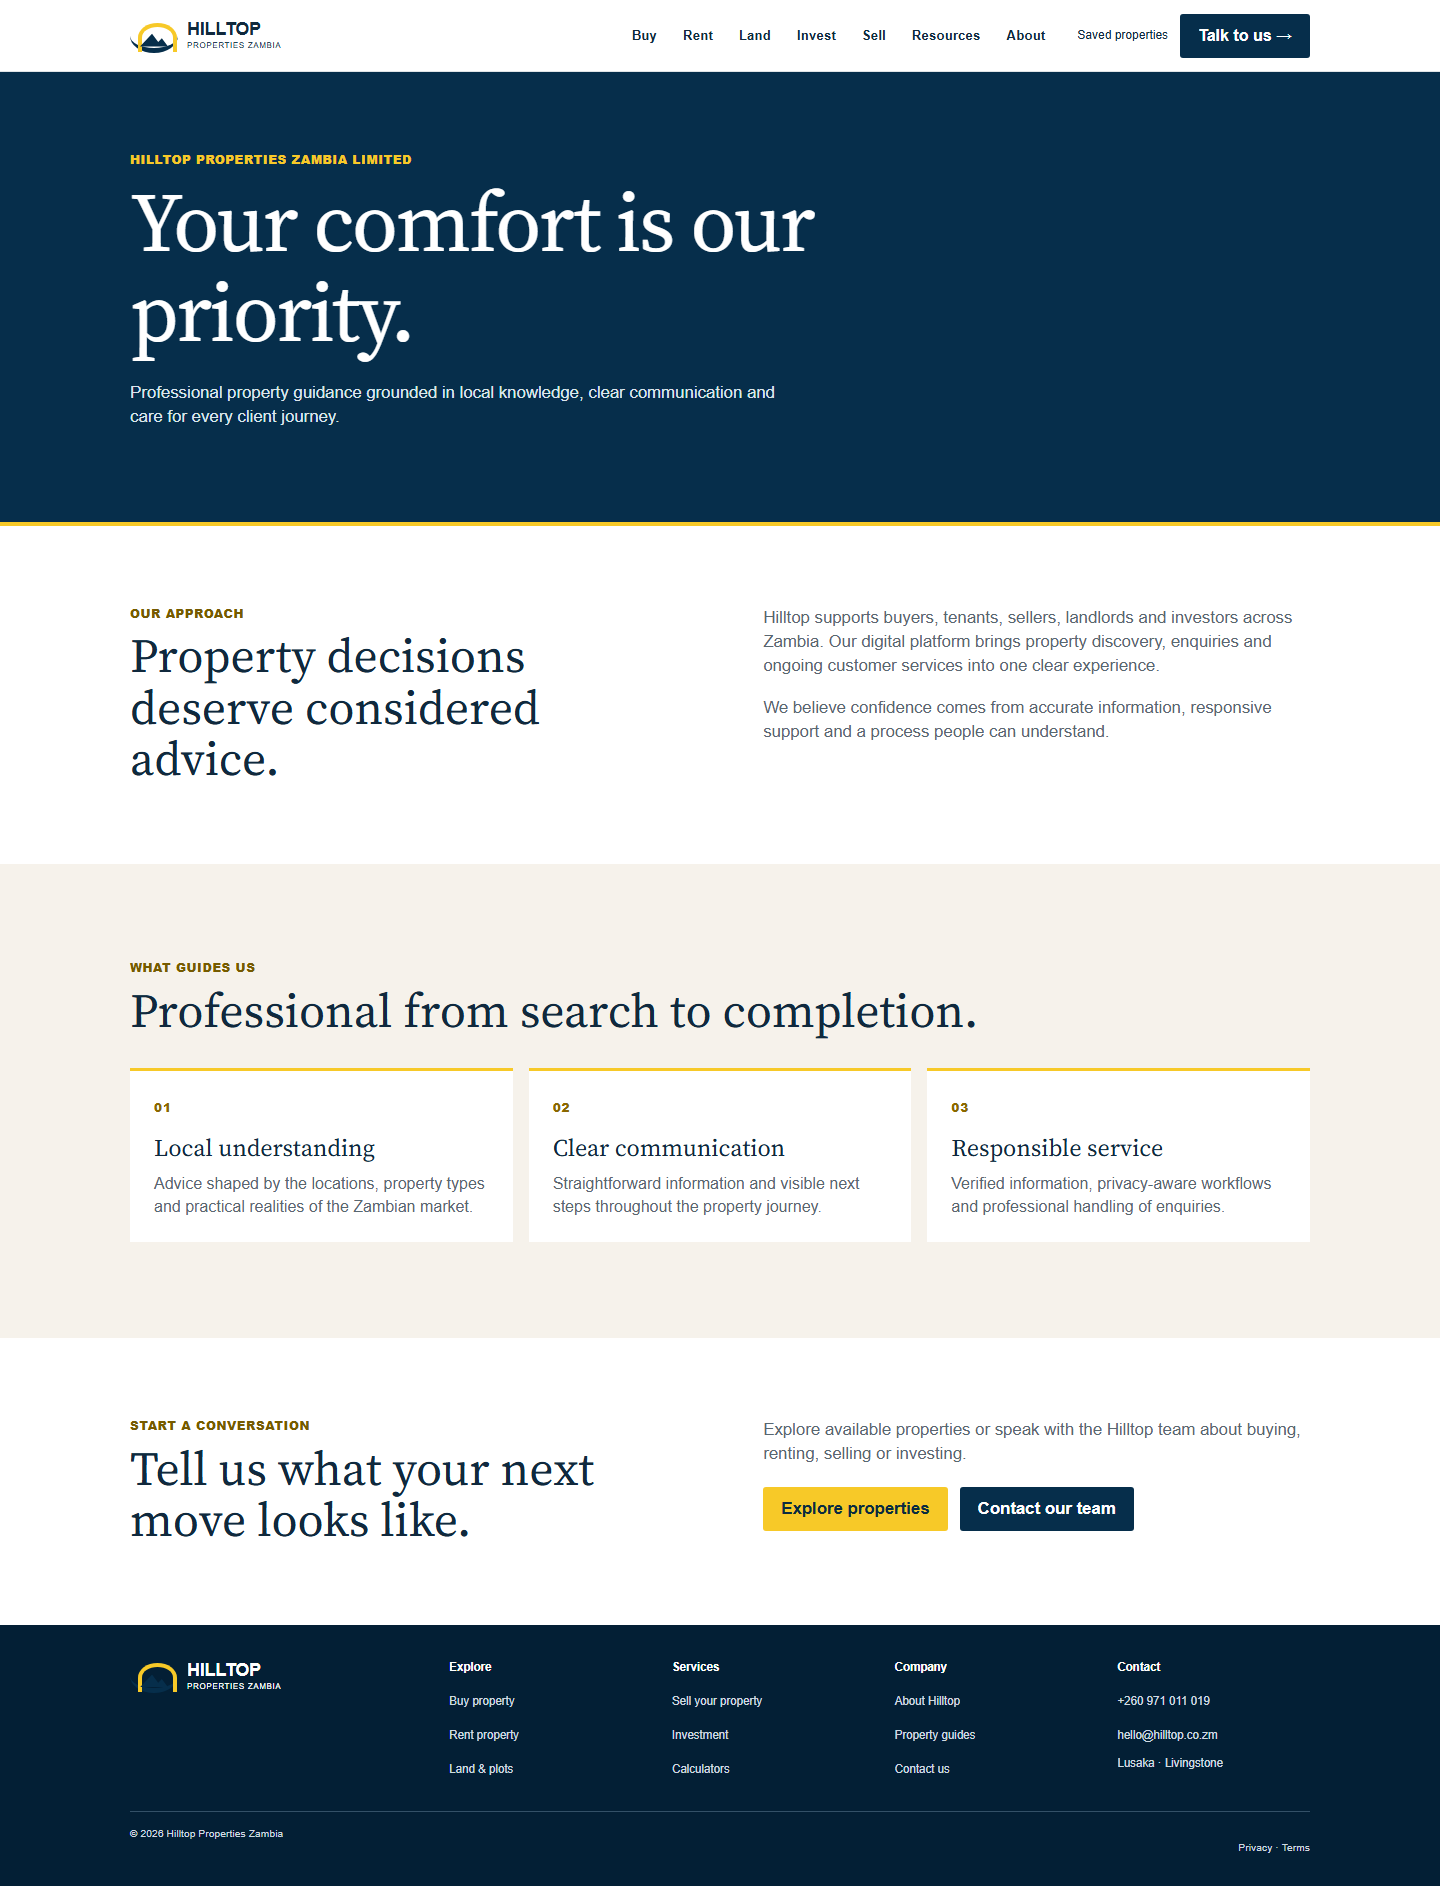 HILLTOP
PROPERTIES ZAMBIA
Buy
Rent
Land
Invest
Sell
Resources
About
Saved properties
Talk to us →
HILLTOP PROPERTIES ZAMBIA LIMITED
Your comfort is our
priority.
Professional property guidance grounded in local knowledge, clear communication and
care for every client journey.
OUR APPROACH
Property decisions
deserve considered
advice.
Hilltop supports buyers, tenants, sellers, landlords and investors across
Zambia. Our digital platform brings property discovery, enquiries and
ongoing customer services into one clear experience.
We believe confidence comes from accurate information, responsive
support and a process people can understand.
WHAT GUIDES US
Professional from search to completion.
01
Local understanding
Advice shaped by the locations, property types
and practical realities of the Zambian market.
02
Clear communication
Straightforward information and visible next
steps throughout the property journey.
03
Responsible service
Verified information, privacy-aware workflows
and professional handling of enquiries.
START A CONVERSATION
Tell us what your next
move looks like.
Explore available properties or speak with the Hilltop team about buying,
renting, selling or investing.
Explore properties
Contact our team
HILLTOP
PROPERTIES ZAMBIA
Explore
Buy property
Rent property
Land & plots
Services
Sell your property
Investment
Calculators
Company
About Hilltop
Property guides
Contact us
Contact
+260 971 011 019
hello@hilltop.co.zm
Lusaka · Livingstone
© 2026 Hilltop Properties Zambia
Privacy · Terms